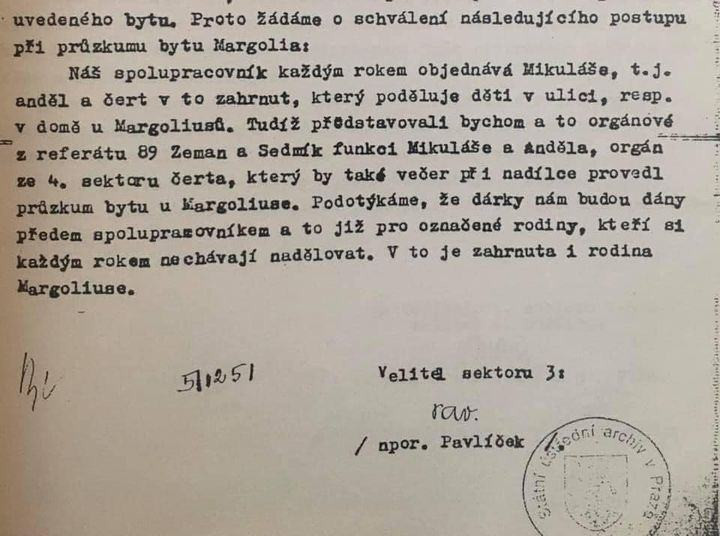 uvedeného bytu. Proto žádáme o schválení následujícího postupu
při průzkumu bytu Margolia:
Náš spolupracovník každým rokem objednává Mikuláše, t.j.
anděl a čert v to zahrnut, který poděluje děti v ulici, resp.
v domě u Margoliusů. Tudíž představovali bychom a to orgánové
z referátu 89 Zeman a Sedmík funkci Mikuláše a Anděla, orgán
ze 4. sektoru čerta, který by také večer při nadílce provedl
průzkum bytu u Margoliuse. Podotýkáme, že dárky nám budou dány
předem spolupracovníkem a to již pro označené rodiny, kteří si
každým rokem nechávají nadělovat. V to je zahrnuta i rodina
Margoliuse.
Velitel sektoru 3:
5/1251
rav.
/ npor. Pavlíček
Státní ústřední archiv v Praze